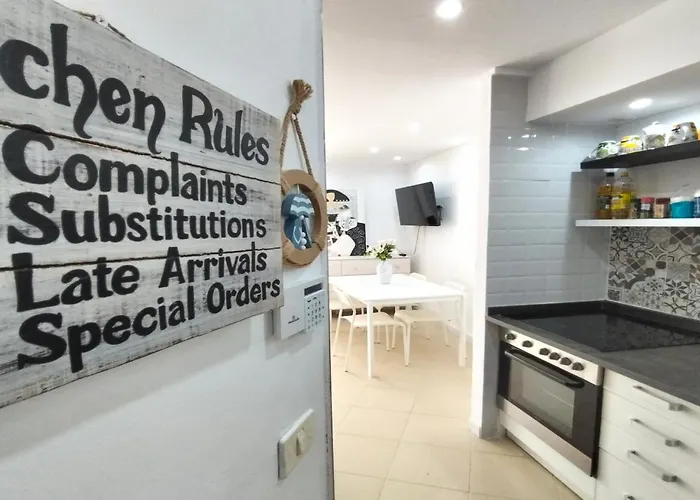 chen Rules
Complaints
Substitutions
Late Arrivals
Special Orders